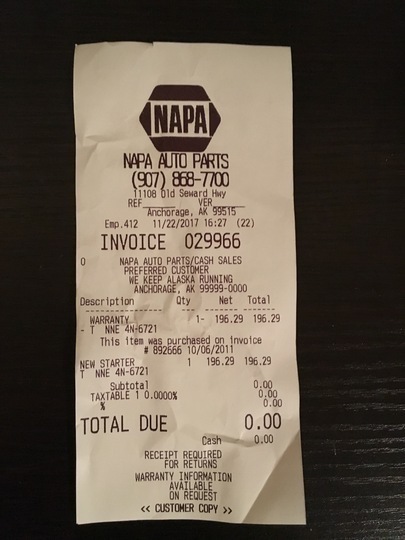 NAPA
NAPA AUTO PARTS
(907) 868-7700
11108 Old Seward Hwy
REF______ VER______
Anchorage, AK 99515
Emp.412 11/22/2017 16:27 (22)
INVOICE 029966
0 NAPA AUTO PARTS/CASH SALES
PREFERRED CUSTOMER
WE KEEP ALASKA RUNNING
ANCHORAGE, AK 99999-0000
Description Qty Net Total
WARRANTY 1- 196.29 196.29
- T NNE 4N-6721
This item was purchased on invoice
# 892666 10/06/2011
NEW STARTER 1 196.29 196.29
T NNE 4N-6721
Subtotal 0.00
TAXTABLE 1 0.0000% 0.00
% 0.00
TOTAL DUE 0.00
Cash 0.00
RECEIPT REQUIRED
FOR RETURNS
WARRANTY INFORMATION
AVAILABLE
ON REQUEST
<< CUSTOMER COPY >>